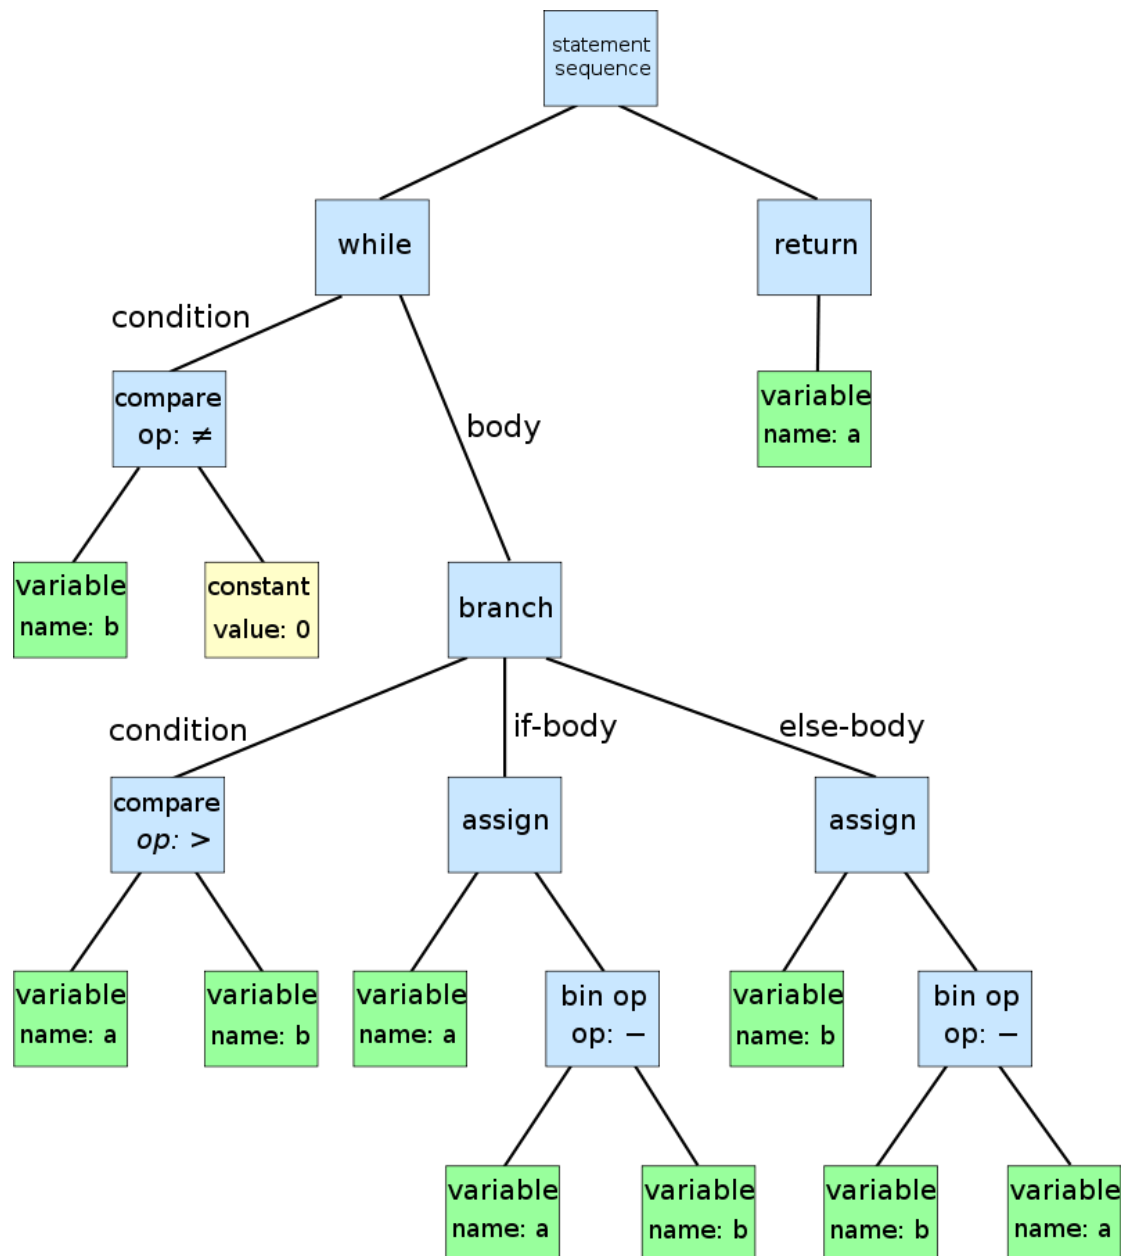 statement
sequence
while
return
condition
compare
op: ≠
body
variable
name: a
variable
name: b
constant
value: 0
branch
condition
if-body
else-body
compare
op: >
assign
assign
variable
name: a
variable
name: b
variable
name: a
bin op
op: −
variable
name: b
bin op
op: −
variable
name: a
variable
name: b
variable
name: b
variable
name: a